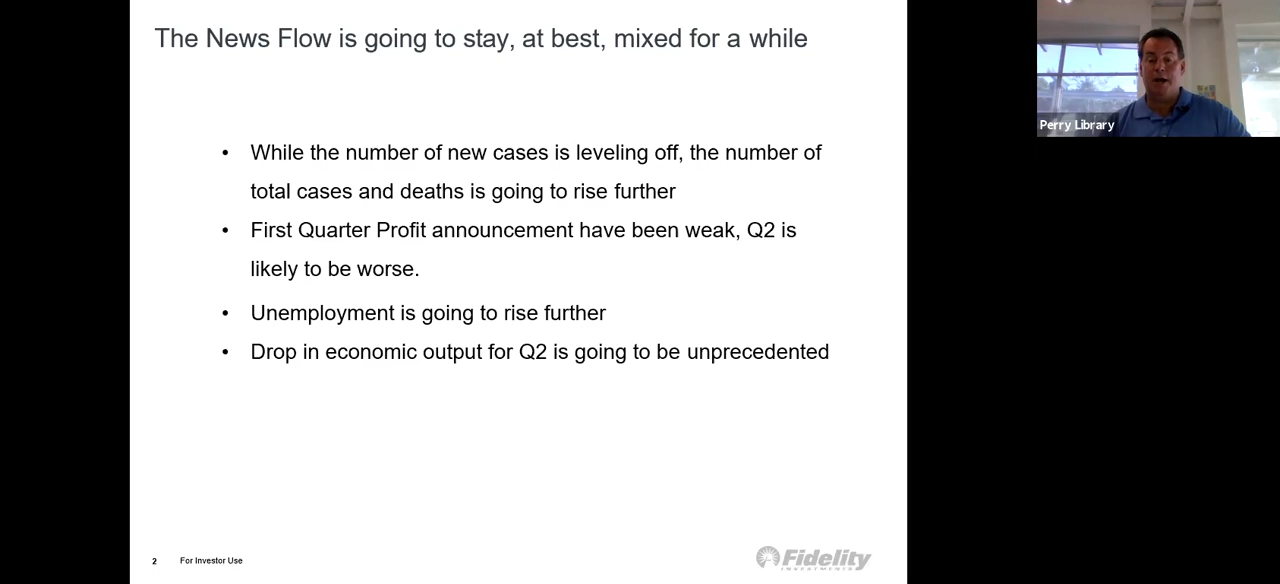 The News Flow is going to stay, at best, mixed for a while
• While the number of new cases is leveling off, the number of
total cases and deaths is going to rise further
• First Quarter Profit announcement have been weak, Q2 is
likely to be worse.
• Unemployment is going to rise further
• Drop in economic output for Q2 is going to be unprecedented
2 For Investor Use
Fidelity
INVESTMENTS
Perry Library